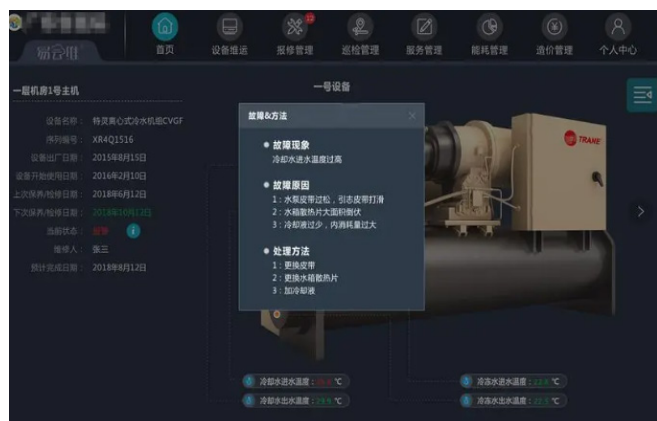 首页
设备维运
报修管理
巡检管理
服务管理
能耗管理
造价管理
个人中心
一层机房1号主机
一号设备
设备名称：特灵离心式冷水机组CVGF
序列编号：XR4Q1516
设备出厂日期：2015年8月15日
设备开始使用日期：2016年2月10日
上次保养/检修日期：2018年6月12日
下次保养/检修日期：2018年10月12日
当前状态：
维修人：张三
预计完成日期：2018年8月12日
故障&方法
故障现象
冷却水进水温度过高
故障原因
1：水泵皮带过松，引态皮带打滑
2：水箱散热片大面积倒伏
3：冷却液过少，内消耗量过大
处理方法
1：更换皮带
2：更换水箱散热片
3：加冷却液
TRANE
冷却水进水温度： ℃
冷冻水进水温度： ℃
冷却水出水温度： ℃
冷冻水出水温度： ℃